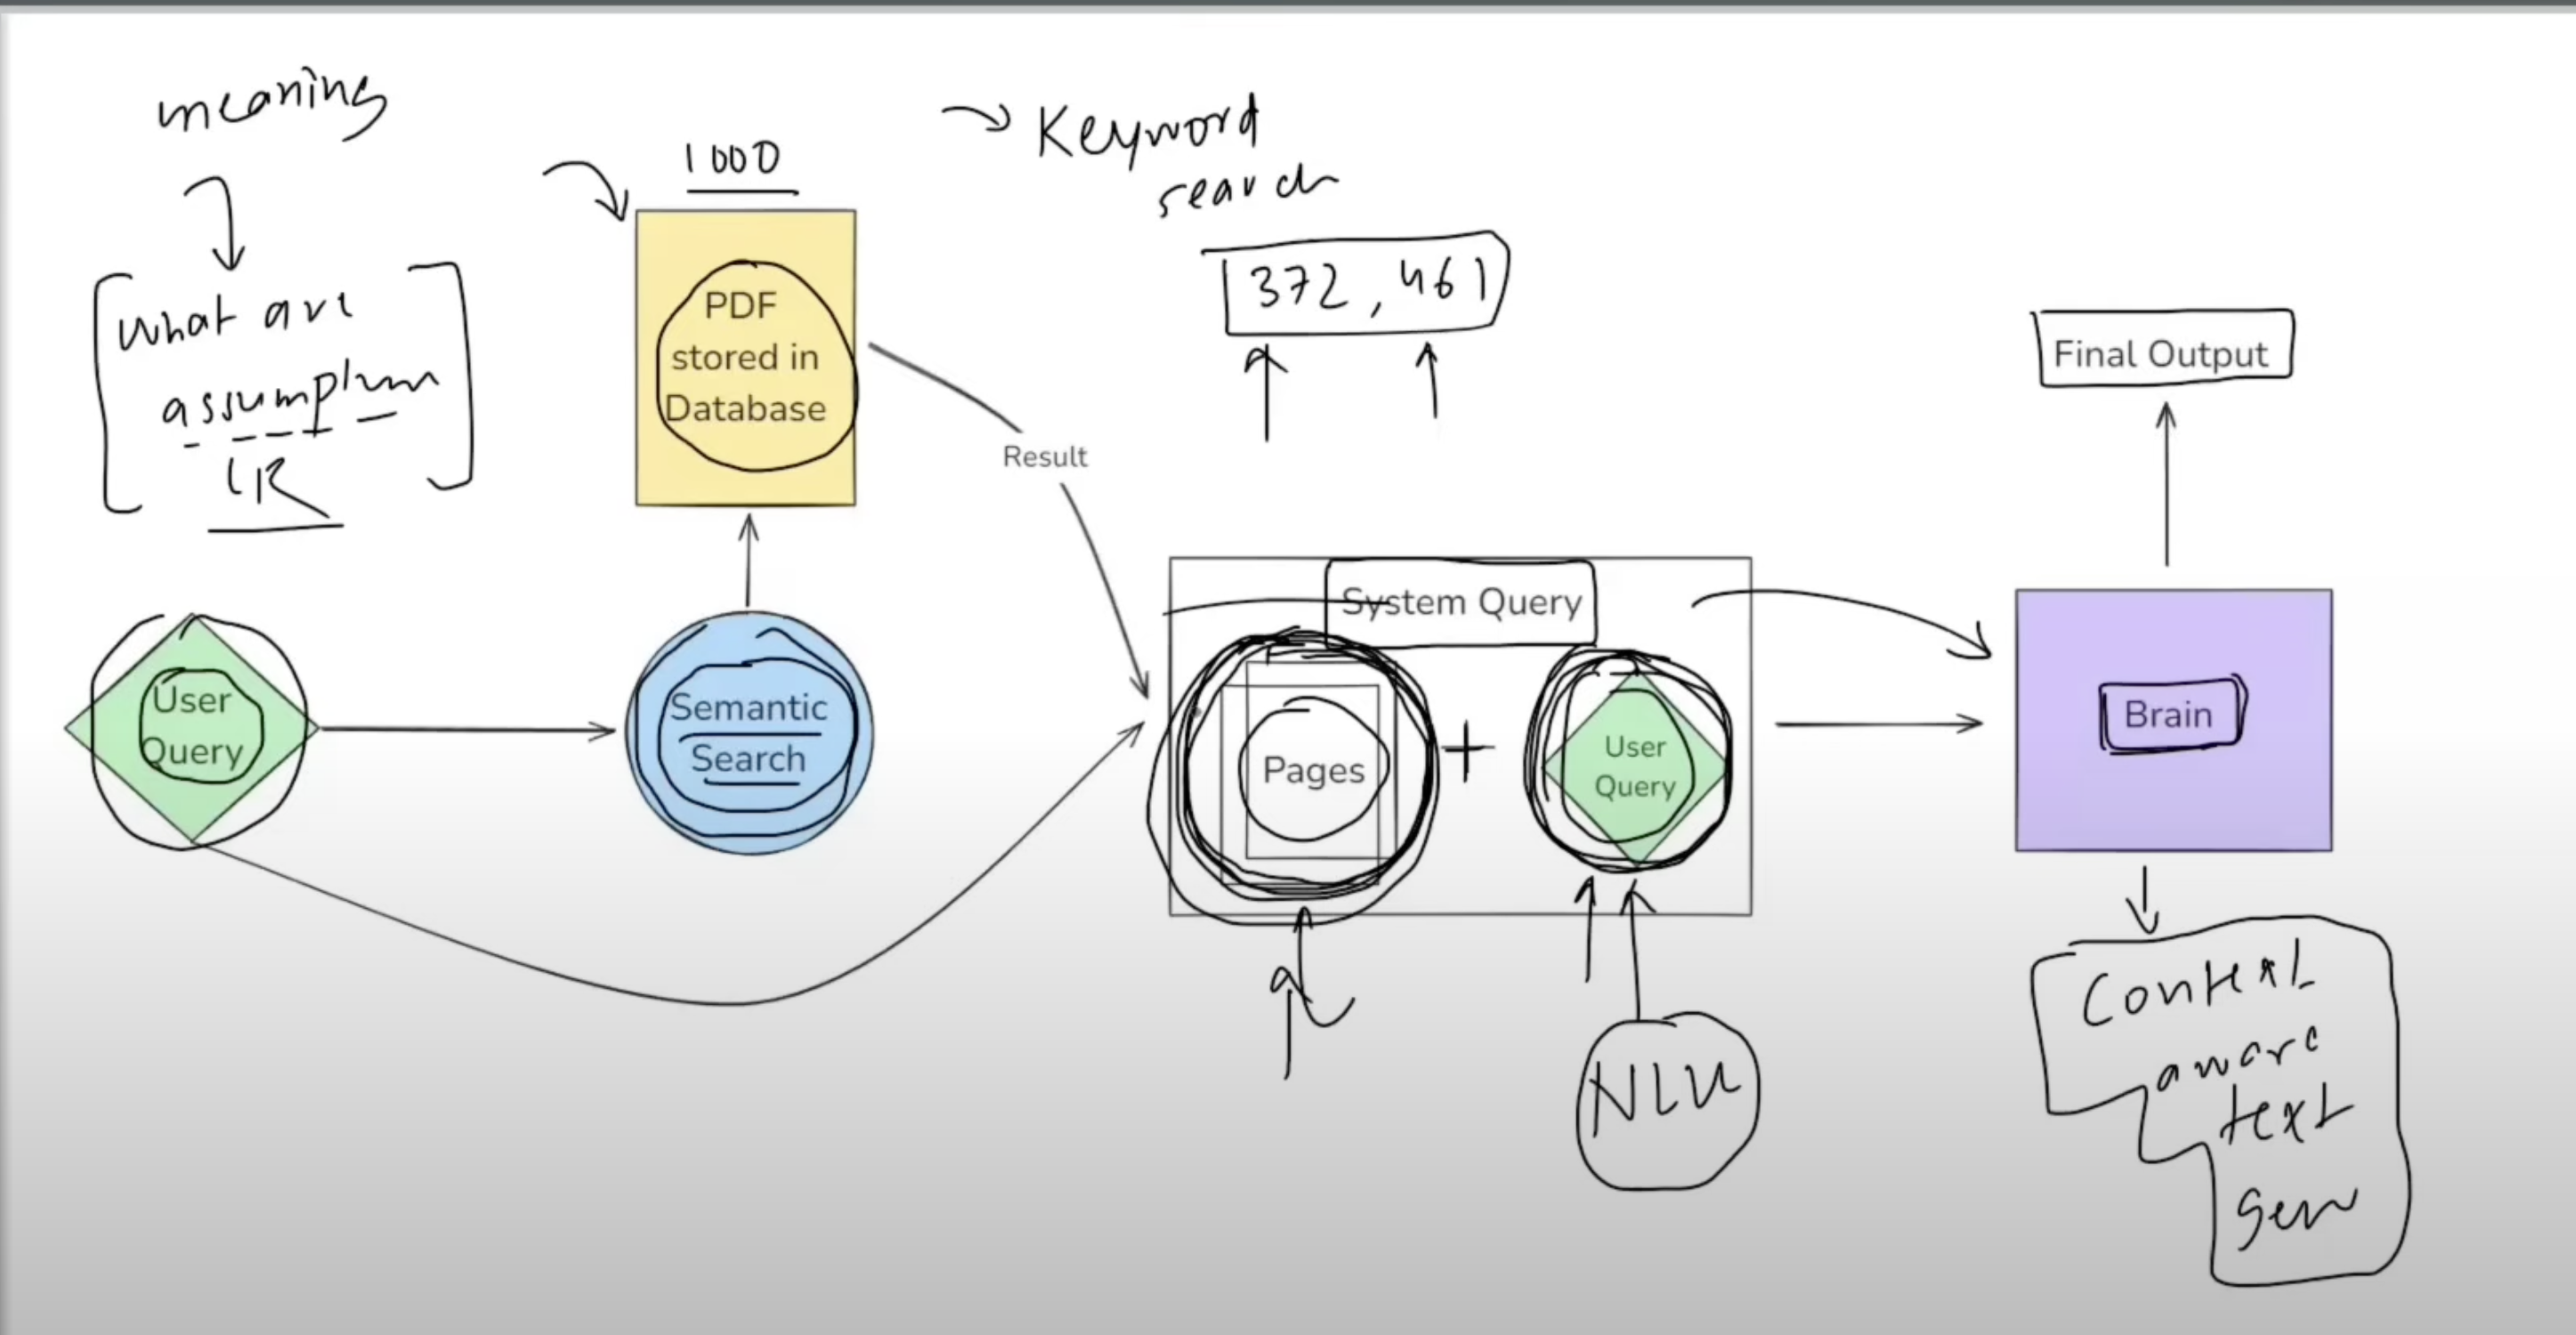 meaning
1000
Keyword
search
What are
assumption
LR
PDF
stored in
Database
372, 461
Result
Final Output
User
Query
Semantic
Search
System Query
Pages
+
User
Query
Brain
NLU
Context
aware
text
gen